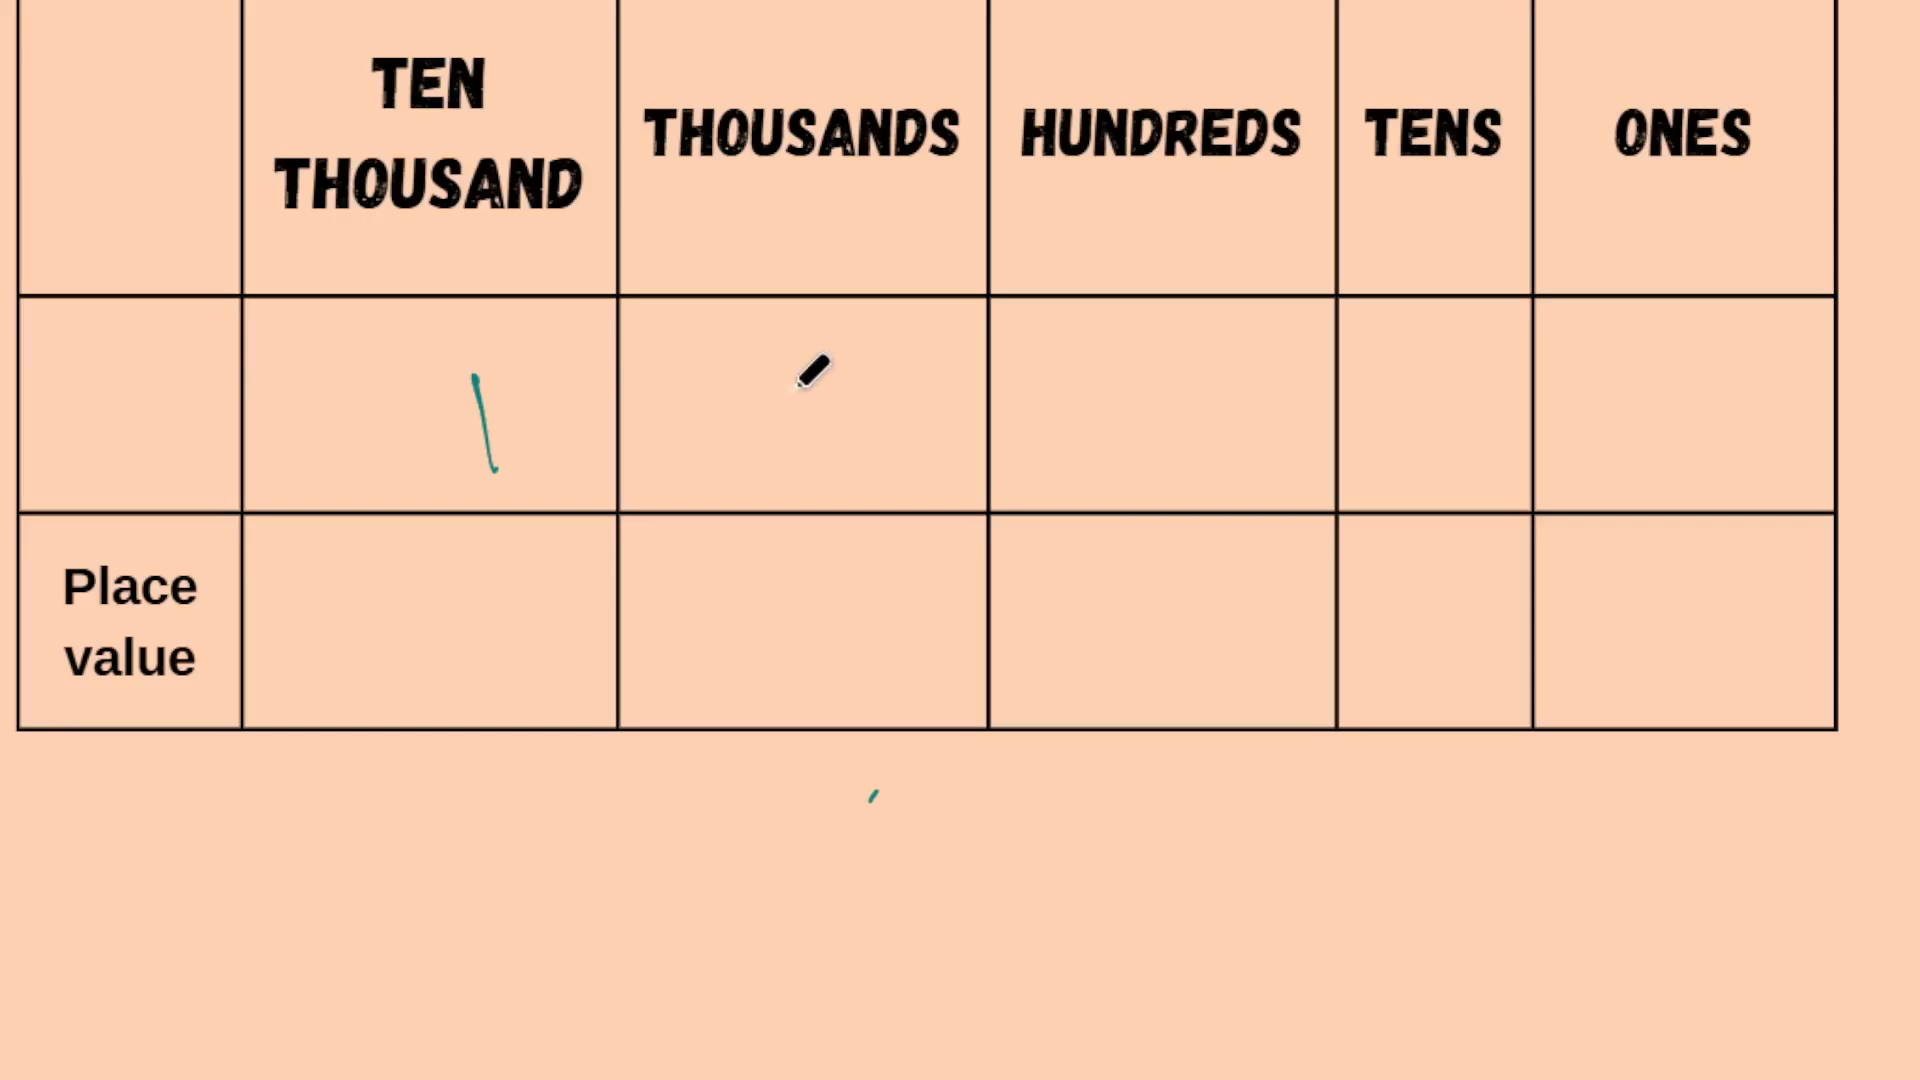 TEN
THOUSAND
THOUSANDS
HUNDREDS
TENS
ONES
1
Place
value